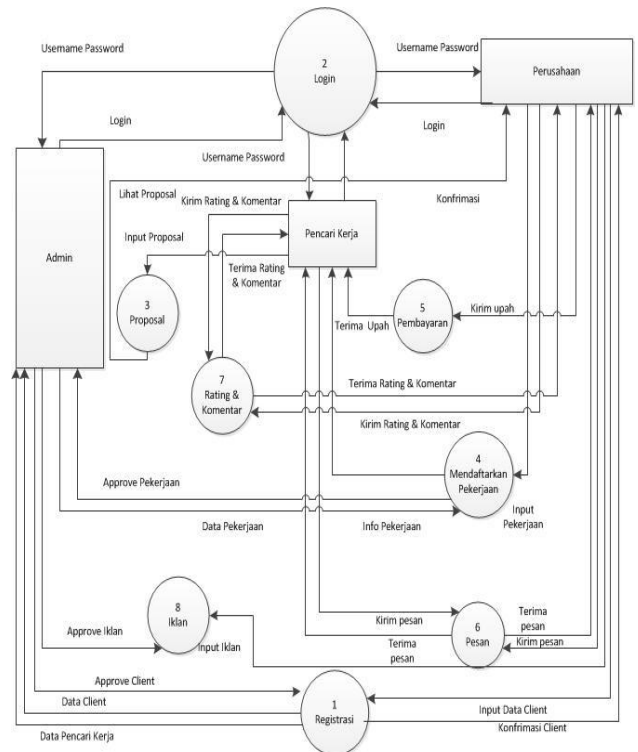 Username Password
2
Login
Username Password
Perusahaan
Login
Login
Username Password
Lihat Proposal
Kirim Rating & Komentar
Konfrimasi
Input Proposal
Pencari Kerja
Admin
Terima Rating
& Komentar
3
Proposal
5
Pembayaran
Kirim upah
Terima Upah
7
Rating &
Komentar
Terima Rating & Komentar
Kirim Rating & Komentar
4
Mendaftarkan
Pekerjaan
Approve Pekerjaan
Input
Pekerjaan
Data Pekerjaan
Info Pekerjaan
8
Iklan
Kirim pesan
6
Pesan
Terima
pesan
Kirim pesan
Approve Iklan
Input Iklan
Terima
pesan
Approve Client
Data Client
1
Registrasi
Input Data Client
Konfrimasi Client
Data Pencari Kerja